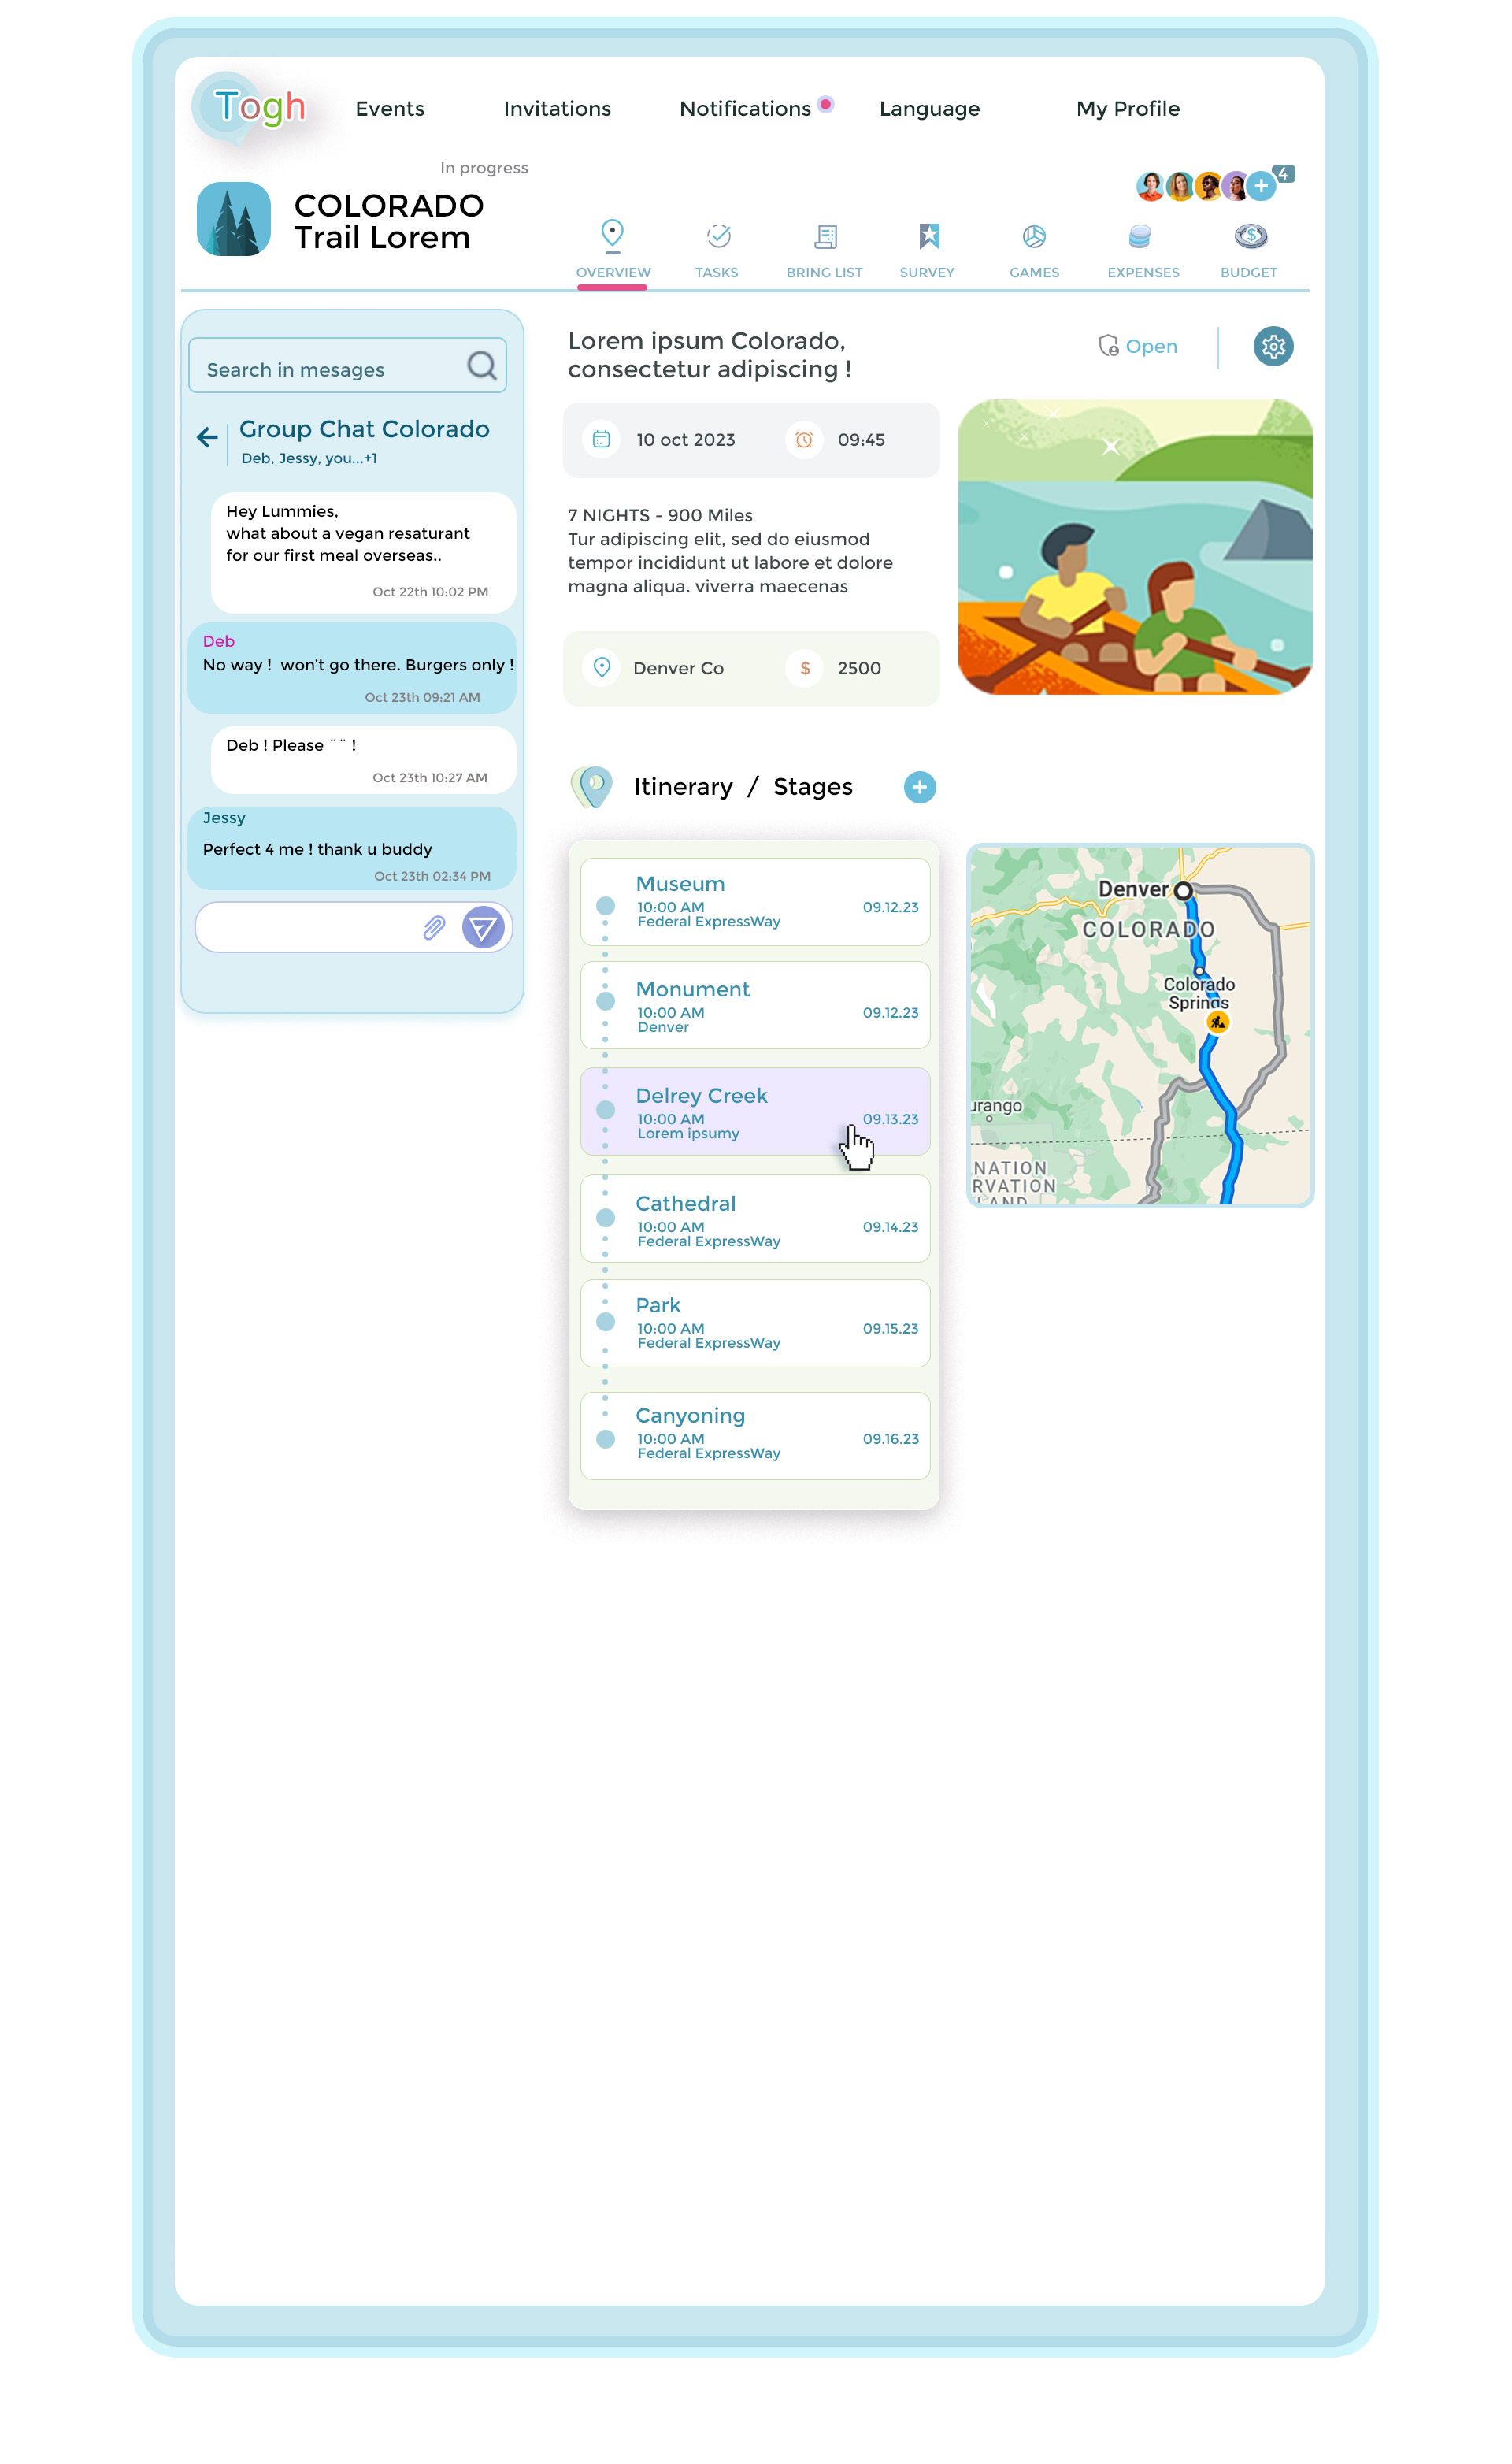 Togh
Events
Invitations
Notifications
Language
My Profile
In progress
COLORADO
Trail Lorem
4
OVERVIEW
TASKS
BRING LIST
SURVEY
GAMES
EXPENSES
BUDGET
Search in mesages
Group Chat Colorado
Deb, Jessy, you...+1
Hey Lummies,
what about a vegan resaturant
for our first meal overseas..
Oct 22th 10:02 PM
Deb
No way ! won't go there. Burgers only !
Oct 23th 09:21 AM
Deb ! Please ¨¨ !
Oct 23th 10:27 AM
Jessy
Perfect 4 me ! thank u buddy
Oct 23th 02:34 PM
Lorem ipsum Colorado,
consectetur adipiscing !
Open
10 oct 2023
09:45
7 NIGHTS - 900 Miles
Tur adipiscing elit, sed do eiusmod
tempor incididunt ut labore et dolore
magna aliqua. viverra maecenas
Denver Co
$ 2500
Itinerary / Stages
Museum
10:00 AM
09.12.23
Federal ExpressWay
Monument
10:00 AM
09.12.23
Denver
Delrey Creek
10:00 AM
09.13.23
Lorem ipsumy
Cathedral
10:00 AM
09.14.23
Federal ExpressWay
Park
10:00 AM
09.15.23
Federal ExpressWay
Canyoning
10:00 AM
09.16.23
Federal ExpressWay
Denver
COLORADO
Colorado
Springs
urango
NATION
RVATION
LAND